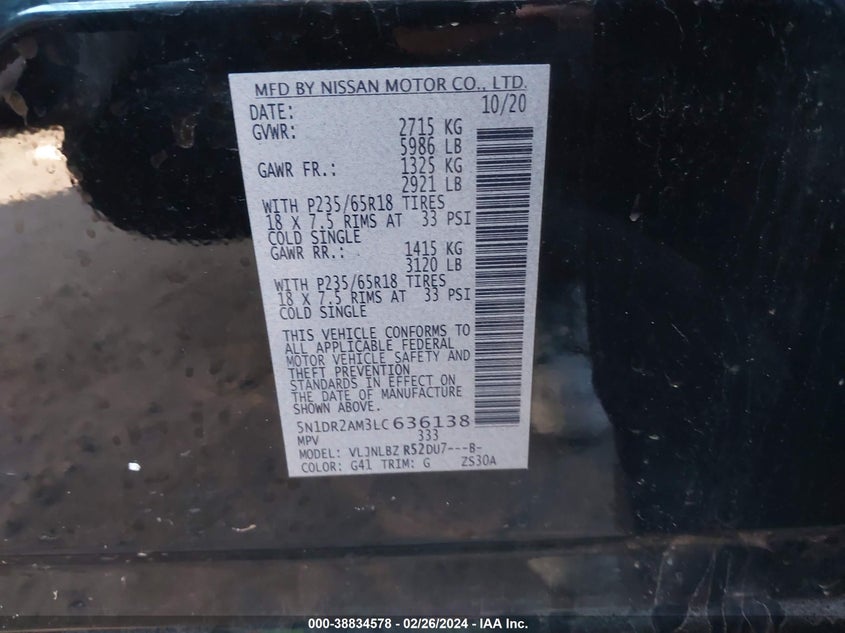 MFD BY NISSAN MOTOR CO., LTD.
DATE: 10/20
GVWR: 2715 KG
5986 LB
GAWR FR.: 1325 KG
2921 LB
WITH P235/65R18 TIRES
18 X 7.5 RIMS AT 33 PSI
COLD SINGLE
GAWR RR.: 1415 KG
3120 LB
WITH P235/65R18 TIRES
18 X 7.5 RIMS AT 33 PSI
COLD SINGLE
THIS VEHICLE CONFORMS TO
ALL APPLICABLE FEDERAL
MOTOR VEHICLE SAFETY AND
THEFT PREVENTION
STANDARDS IN EFFECT ON
THE DATE OF MANUFACTURE
SHOWN ABOVE.
5N1DR2AM3LC636138
MPV 333
MODEL: VLJNLBZ R52DU7---B-
COLOR: G41 TRIM: G ZS30A
000-38834578 - 02/26/2024 - IAA Inc.